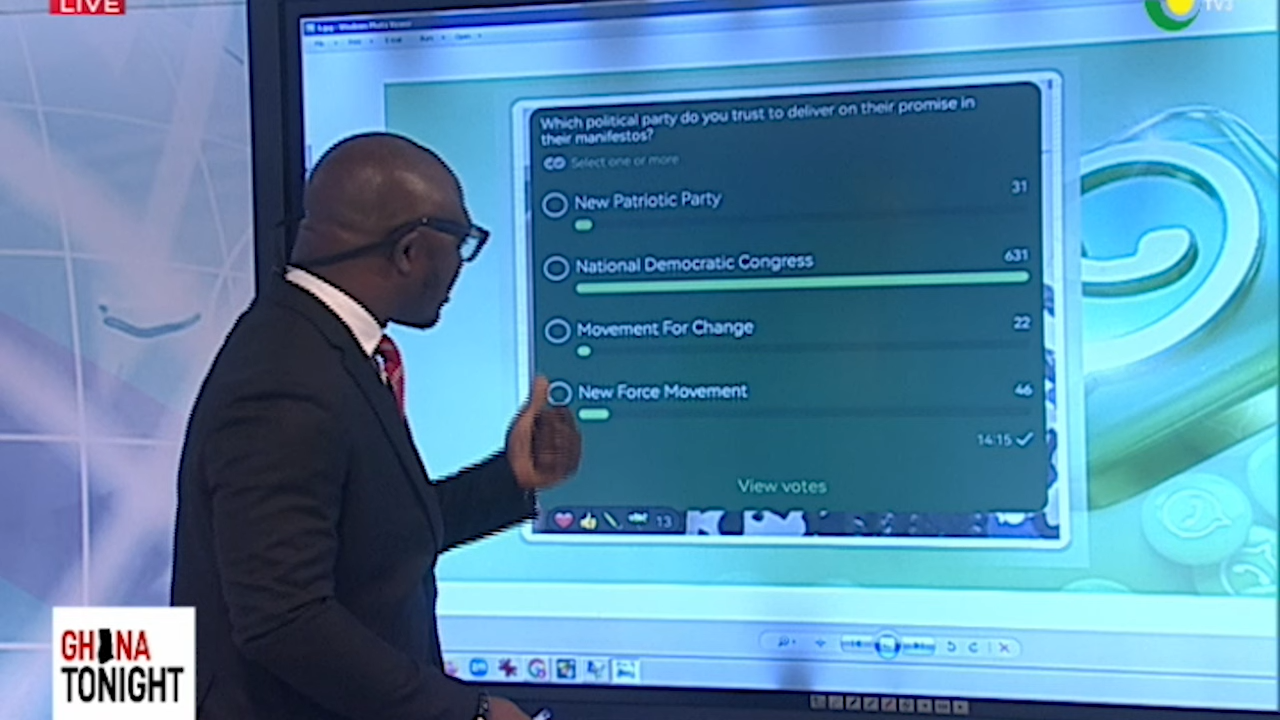 LIVE
TV3
Which political party do you trust to deliver on their promise in
their manifestos?
Select one or more
New Patriotic Party 31
National Democratic Congress 631
Movement For Change 22
New Force Movement 46
14:15
View votes
13
GHANA
TONIGHT